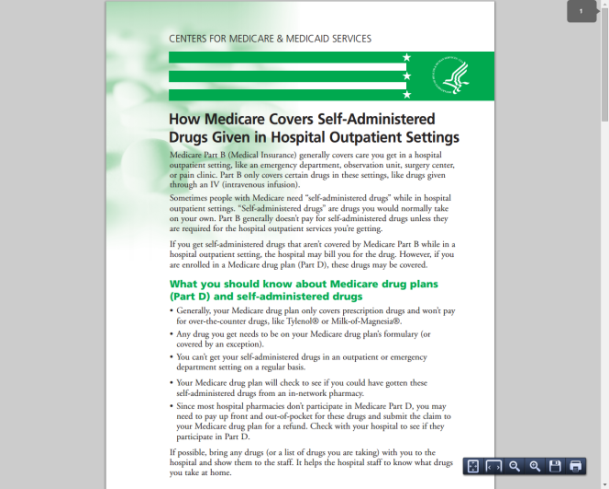 1
CENTERS FOR MEDICARE & MEDICAID SERVICES
How Medicare Covers Self-Administered
Drugs Given in Hospital Outpatient Settings
Medicare Part B (Medical Insurance) generally covers care you get in a hospital
outpatient setting, like an emergency department, observation unit, surgery center,
or pain clinic. Part B only covers certain drugs in these settings, like drugs given
through an IV (intravenous infusion).
Sometimes people with Medicare need “self-administered drugs” while in hospital
outpatient settings. “Self-administered drugs” are drugs you would normally take
on your own. Part B generally doesn’t pay for self-administered drugs unless they
are required for the hospital outpatient services you’re getting.
If you get self-administered drugs that aren’t covered by Medicare Part B while in a
hospital outpatient setting, the hospital may bill you for the drug. However, if you
are enrolled in a Medicare drug plan (Part D), these drugs may be covered.
What you should know about Medicare drug plans
(Part D) and self-administered drugs
• Generally, your Medicare drug plan only covers prescription drugs and won’t pay
for over-the-counter drugs, like Tylenol® or Milk-of-Magnesia®.
• Any drug you get needs to be on your Medicare drug plan’s formulary (or
covered by an exception).
• You can’t get your self-administered drugs in an outpatient or emergency
department setting on a regular basis.
• Your Medicare drug plan will check to see if you could have gotten these
self-administered drugs from an in-network pharmacy.
• Since most hospital pharmacies don’t participate in Medicare Part D, you may
need to pay up front and out-of-pocket for these drugs and submit the claim to
your Medicare drug plan for a refund. Check with your hospital to see if they
participate in Part D.
If possible, bring any drugs (or a list of drugs you are taking) with you to the
hospital and show them to the staff. It helps the hospital staff to know what drugs
you take at home.